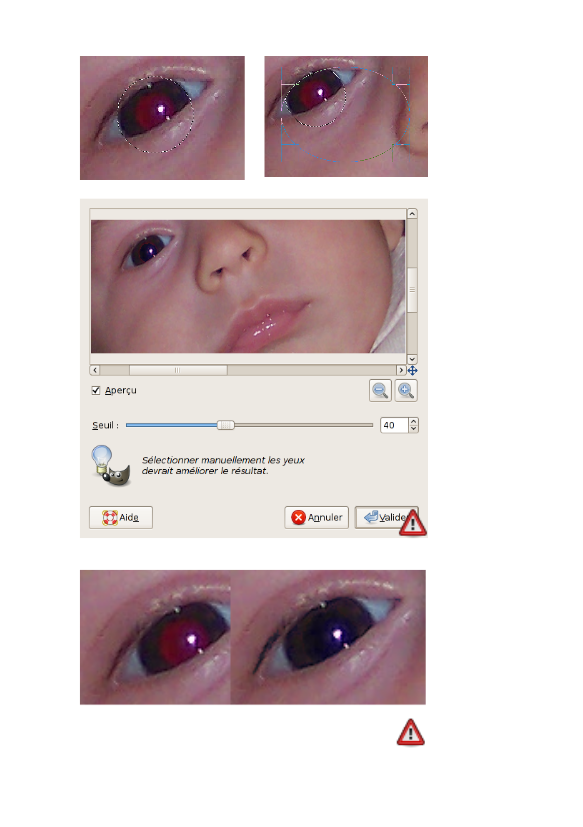 Aperçu
Seuil :
40
Sélectionner manuellement les yeux
devrait améliorer le résultat.
Aide
Annuler
Valider